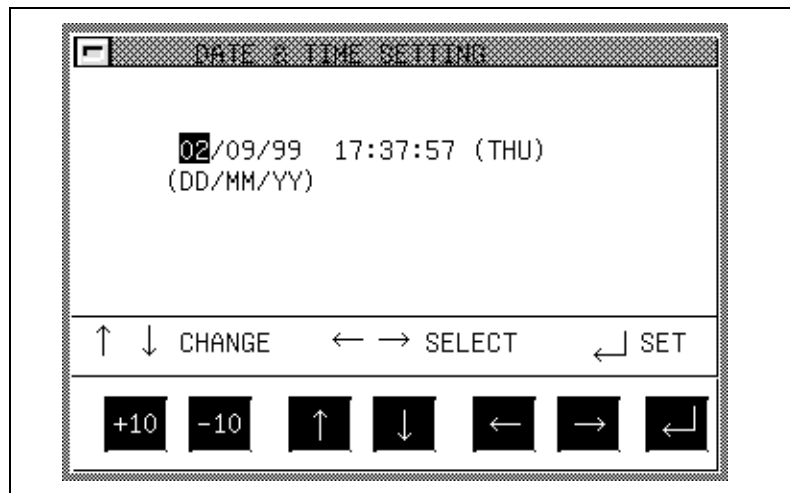 DATE & TIME SETTING
02/09/99 17:37:57 (THU)
(DD/MM/YY)
↑ ↓ CHANGE ← → SELECT ↵ SET
+10 -10 ↑ ↓ ← → ↵